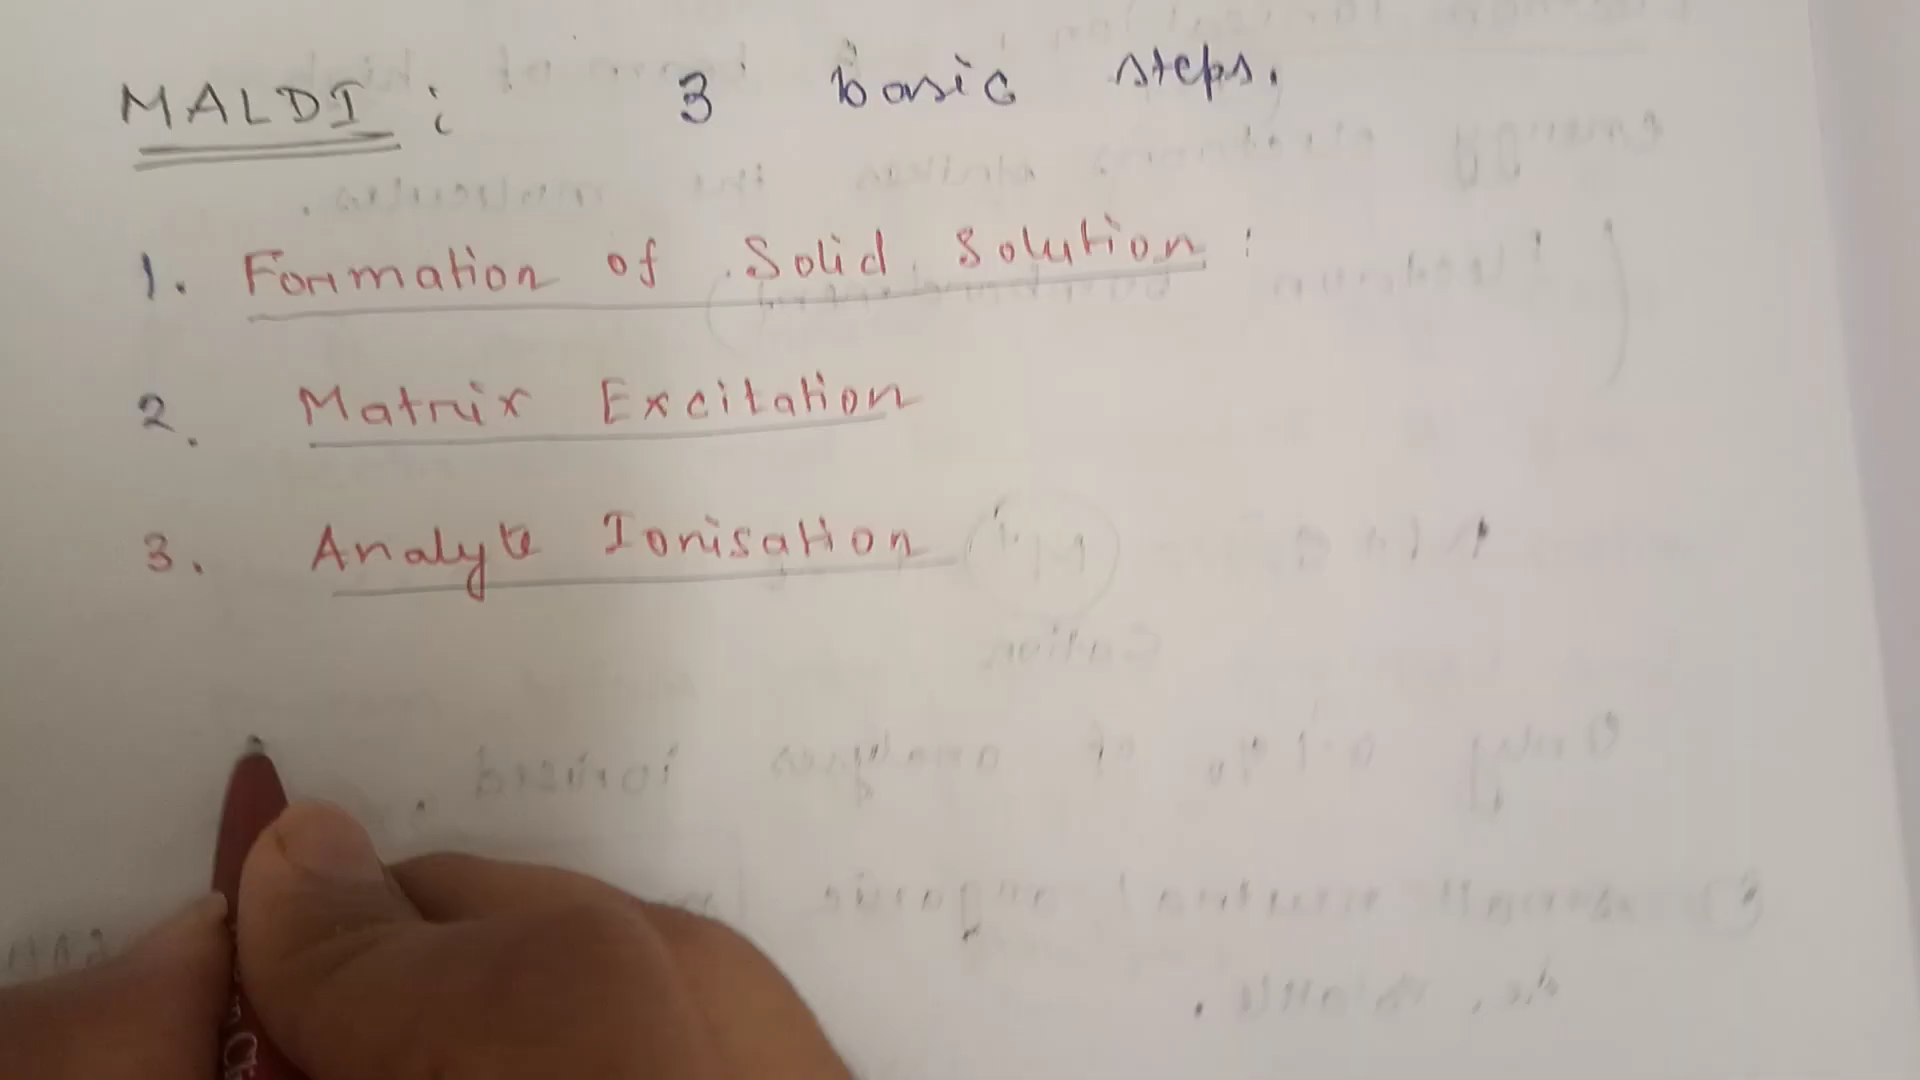 MALDI : 3 basic steps.
1. Formation of Solid Solution :
2. Matrix Excitation
3. Analyte Ionisation